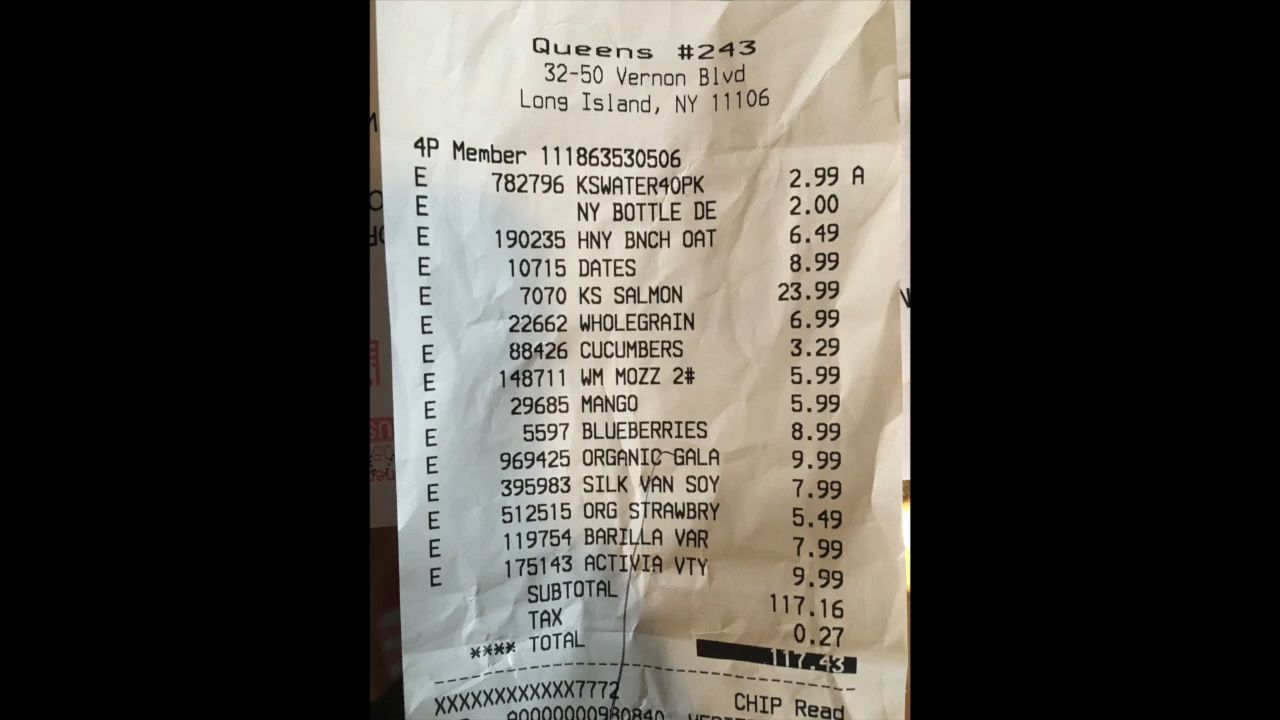 Queens #243
32-50 Vernon Blvd
Long Island, NY 11106
4P Member 111863530506
E 782796 KSWATER40PK 2.99 A
E NY BOTTLE DE 2.00
E 190235 HNY BNCH OAT 6.49
E 10715 DATES 8.99
E 7070 KS SALMON 23.99
E 22662 WHOLEGRAIN 6.99
E 88426 CUCUMBERS 3.29
E 148711 WM MOZZ 2# 5.99
E 29685 MANGO 5.99
E 5597 BLUEBERRIES 8.99
E 969425 ORGANIC GALA 9.99
E 395983 SILK VAN SOY 7.99
E 512515 ORG STRAWBRY 5.49
E 119754 BARILLA VAR 7.99
E 175143 ACTIVIA VTY 9.99
SUBTOTAL 117.16
TAX 0.27
**** TOTAL 117.43
XXXXXXXXXXXX7772 CHIP Read
A0000000980840